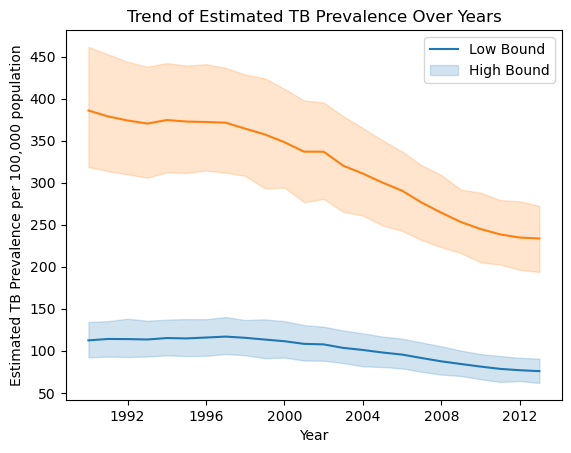 Trend of Estimated TB Prevalence Over Years
Estimated TB Prevalence per 100,000 population
450
400
350
300
250
200
150
100
50
Low Bound
High Bound
1992 1996 2000 2004 2008 2012
Year